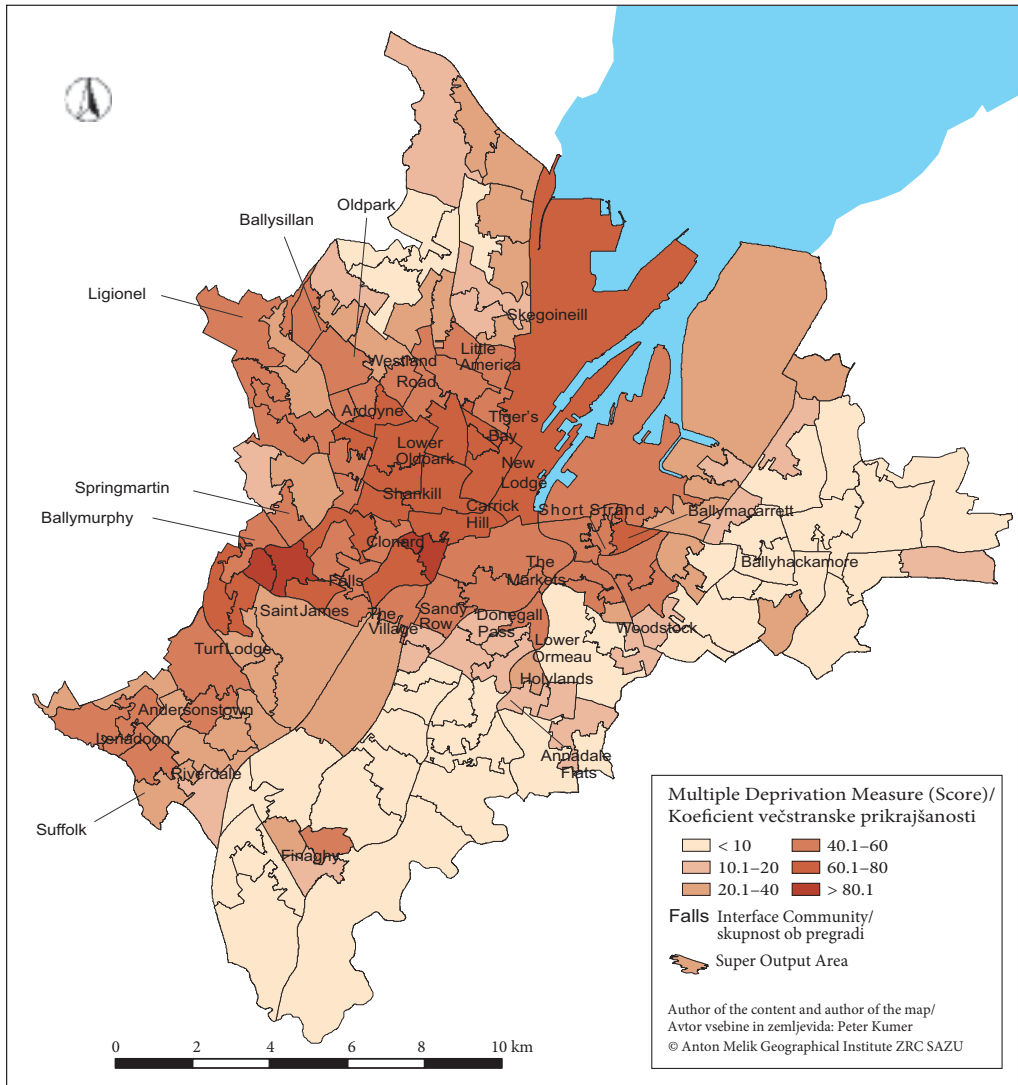 Oldpark
Ballysillan
Ligionel
Skegoineill
Little
America
Westland
Road
Ardoyne
Tiger's
Bay
Lower
Oldpark
New
Lodge
Shankill
Springmartin
Carrick
Hill
Short Strand
Ballymacarrett
Ballymurphy
Clonard
The
Markets
Ballyhackamore
Falls
Saint James
The
Village
Sandy
Row
Donegall
Pass
Woodstock
Lower
Ormeau
Turf Lodge
Holylands
Andersonstown
Lenadoon
Annadale
Flats
Riverdale
Suffolk
Finaghy
Multiple Deprivation Measure (Score)/
Koeficient večstranske prikrajšanosti
< 10
10.1–20
20.1–40
40.1–60
60.1–80
> 80.1
Falls Interface Community/
skupnost ob pregradi
Super Output Area
Author of the content and author of the map/
Avtor vsebine in zemljevida: Peter Kumer
© Anton Melik Geographical Institute ZRC SAZU
0 2 4 6 8 10 km